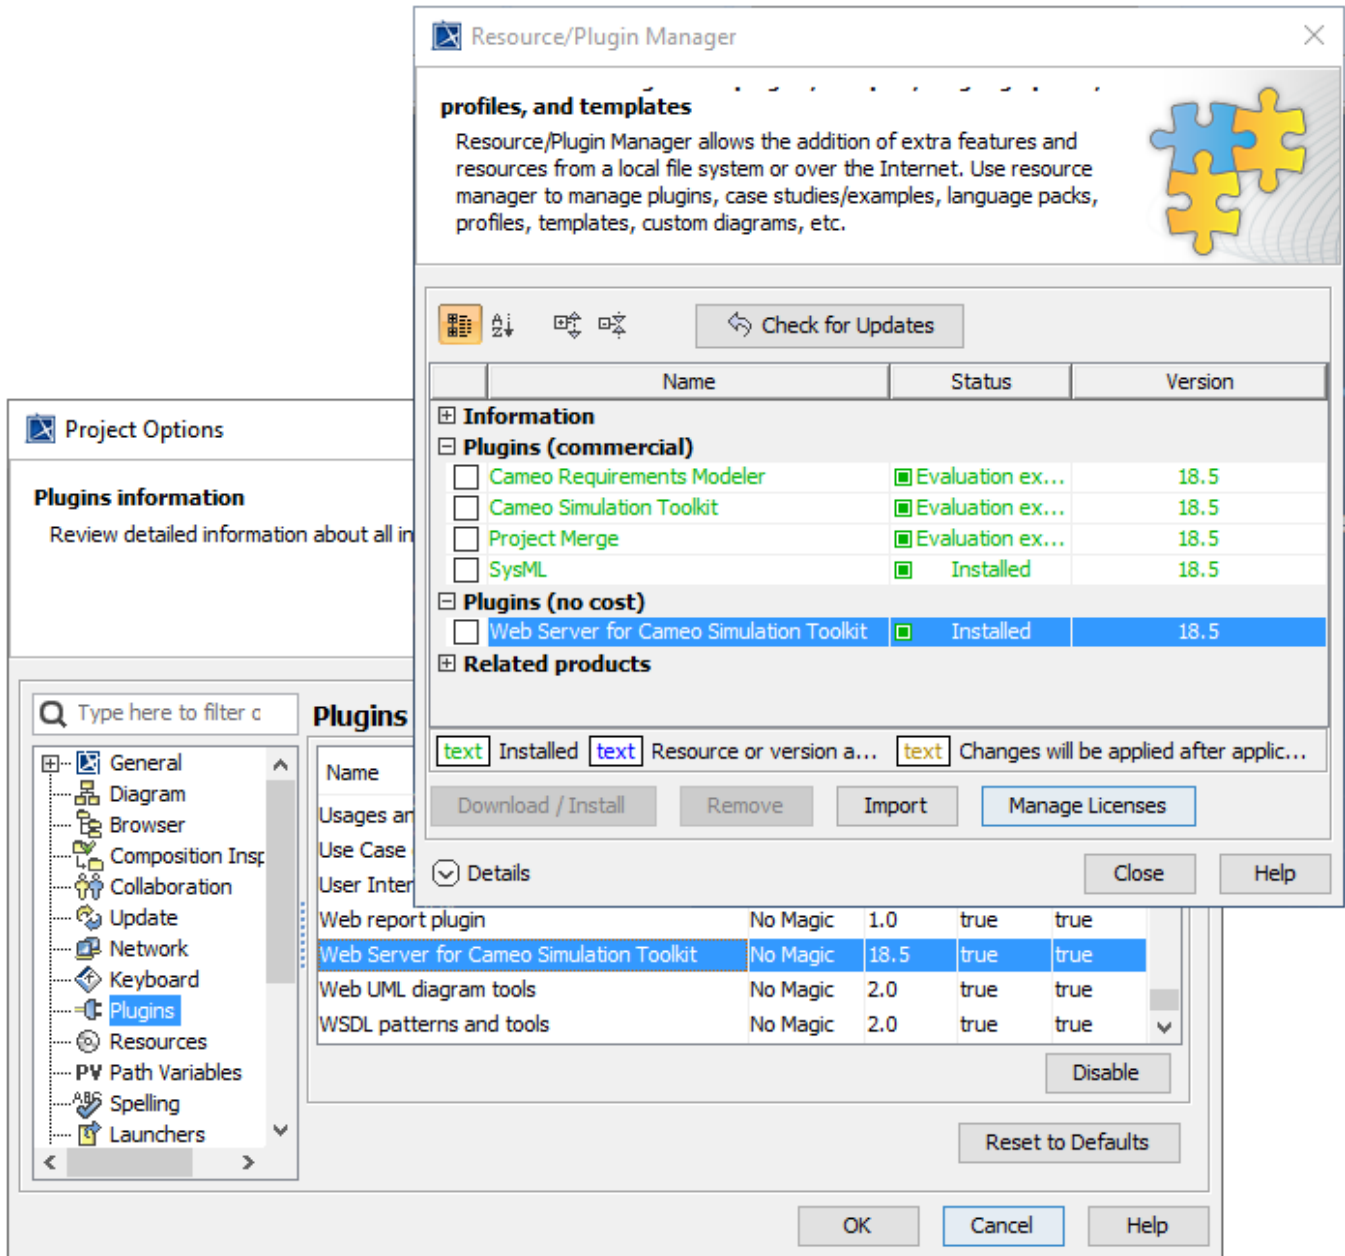 Resource/Plugin Manager
profiles, and templates
Resource/Plugin Manager allows the addition of extra features and
resources from a local file system or over the Internet. Use resource
manager to manage plugins, case studies/examples, language packs,
profiles, templates, custom diagrams, etc.
Check for Updates
Name Status Version
Information
Plugins (commercial)
Cameo Requirements Modeler Evaluation ex... 18.5
Cameo Simulation Toolkit Evaluation ex... 18.5
Project Merge Evaluation ex... 18.5
SysML Installed 18.5
Plugins (no cost)
Web Server for Cameo Simulation Toolkit Installed 18.5
Related products
text Installed text Resource or version a... text Changes will be applied after applic...
Download / Install Remove Import Manage Licenses
Details Close Help
Project Options
Plugins information
Review detailed information about all in
Type here to filter o
General
Diagram
Browser
Composition Insp
Collaboration
Update
Network
Keyboard
Plugins
Resources
PV Path Variables
ABC Spelling
Launchers
Plugins
Name
Usages an
Use Case
User Inter
Web report plugin No Magic 1.0 true true
Web Server for Cameo Simulation Toolkit No Magic 18.5 true true
Web UML diagram tools No Magic 2.0 true true
WSDL patterns and tools No Magic 2.0 true true
Disable
Reset to Defaults
OK Cancel Help